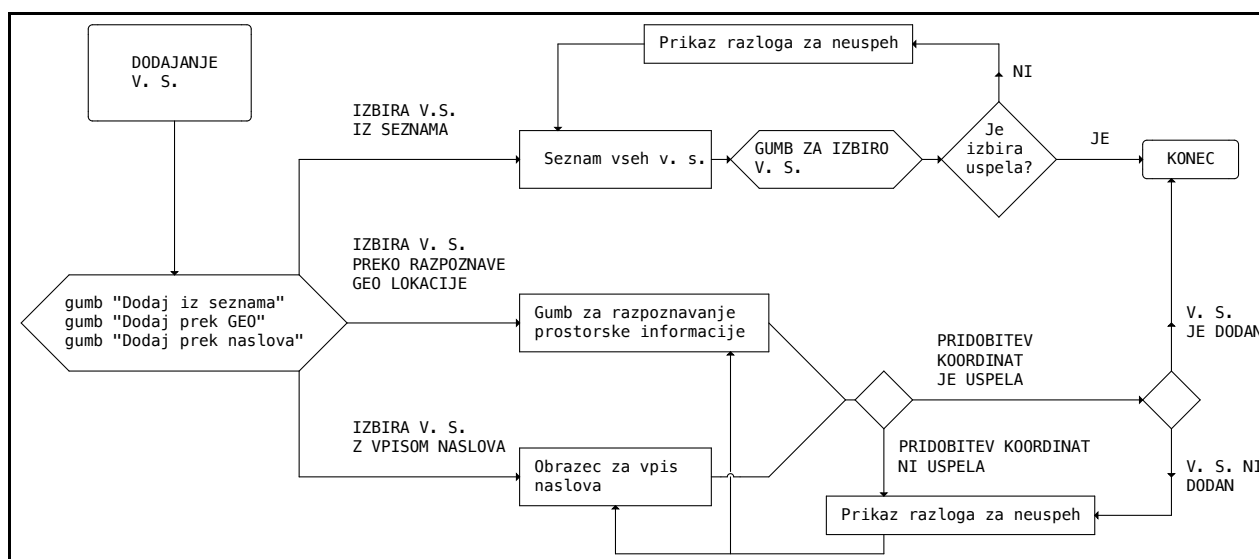 DODAJANJE
V. S.
Prikaz razloga za neuspeh
NI
IZBIRA V.S.
IZ SEZNAMA
Seznam vseh v. s.
GUMB ZA IZBIRO
V. S.
Je
izbira
uspela?
JE
KONEC
IZBIRA V. S.
PREKO RAZPOZNAVE
GEO LOKACIJE
gumb "Dodaj iz seznama"
gumb "Dodaj prek GEO"
gumb "Dodaj prek naslova"
Gumb za razpoznavanje
prostorske informacije
PRIDOBITEV
KOORDINAT
JE USPELA
V. S.
JE DODAN
IZBIRA V. S.
Z VPISOM NASLOVA
Obrazec za vpis
naslova
PRIDOBITEV KOORDINAT
NI USPELA
V. S. NI
DODAN
Prikaz razloga za neuspeh